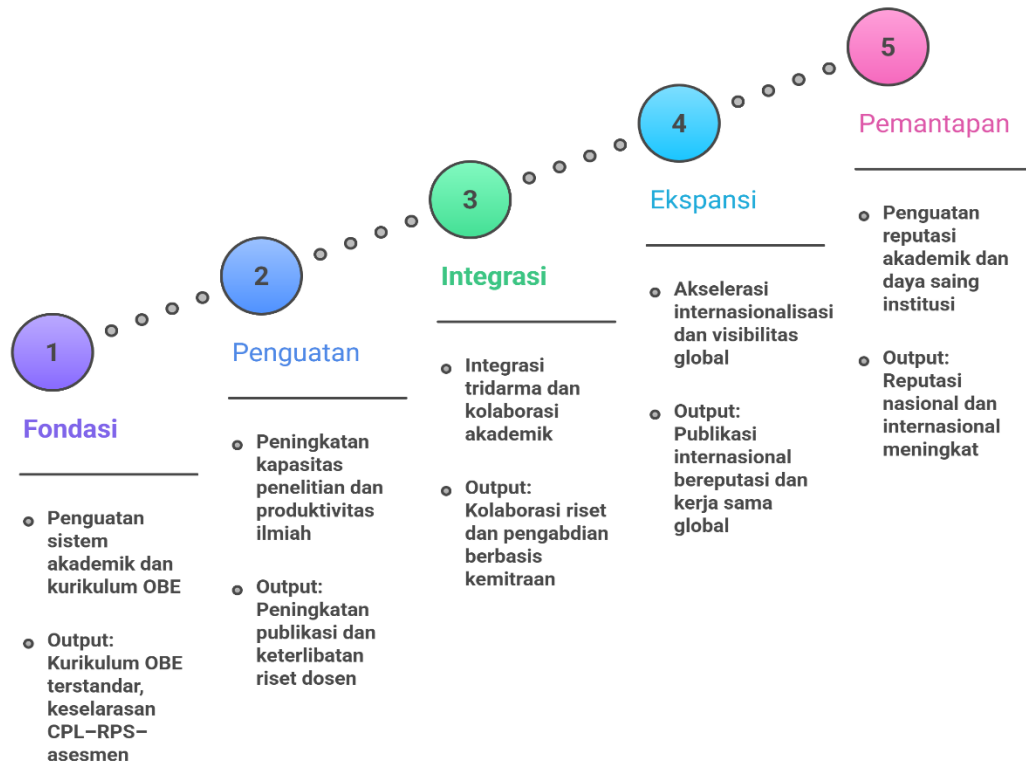 1
Fondasi
Penguatan
sistem
akademik dan
kurikulum OBE
Output:
Kurikulum OBE
terstandar,
keselarasan
CPL–RPS–
asesmen
2
Penguatan
Peningkatan
kapasitas
penelitian dan
produktivitas
ilmiah
Output:
Peningkatan
publikasi dan
keterlibatan
riset dosen
3
Integrasi
Integrasi
tridarma dan
kolaborasi
akademik
Output:
Kolaborasi riset
dan pengabdian
berbasis
kemitraan
4
Ekspansi
Akselerasi
internasionalisasi
dan visibilitas
global
Output:
Publikasi
internasional
bereputasi dan
kerja sama
global
5
Pemantapan
Penguatan
reputasi
akademik dan
daya saing
institusi
Output:
Reputasi
nasional dan
internasional
meningkat